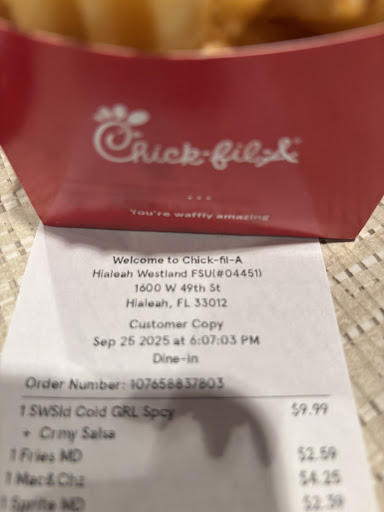 Chick-fil-A
You're waffly amazing
Welcome to Chick-fil-A
Hialeah Westland FSU(#04451)
1600 W 49th St
Hialeah, FL 33012
Customer Copy
Sep 25 2025 at 6:07:03 PM
Dine-in
Order Number: 107658837803
1 SWSld Cold GRL Spcy $9.99
+ Crmy Salsa
1 Fries MD $2.59
1 Mac&Chz $4.25
1 Sprite MD $2.39